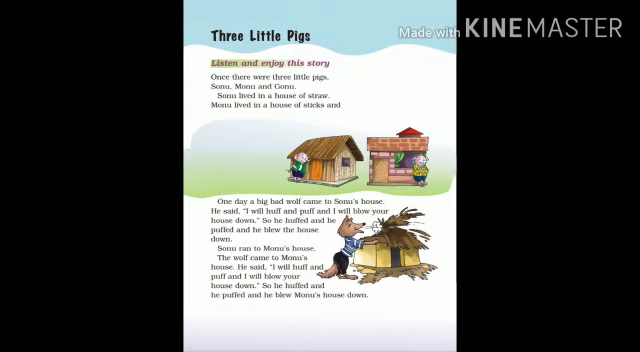 Made with KINEMASTER
Three Little Pigs
Listen and enjoy this story
Once there were three little pigs.
Sonu, Monu and Gonu.
Sonu lived in a house of straw.
Monu lived in a house of sticks and
One day a big bad wolf came to Sonu's house.
He said, "I will huff and puff and I will blow your
house down." So he huffed and he
puffed and he blew the house
down.
Sonu ran to Monu's house.
The wolf came to Monu's
house. He said, "I will huff and
puff and I will blow your
house down." So he huffed and
he puffed and he blew Monu's house down.